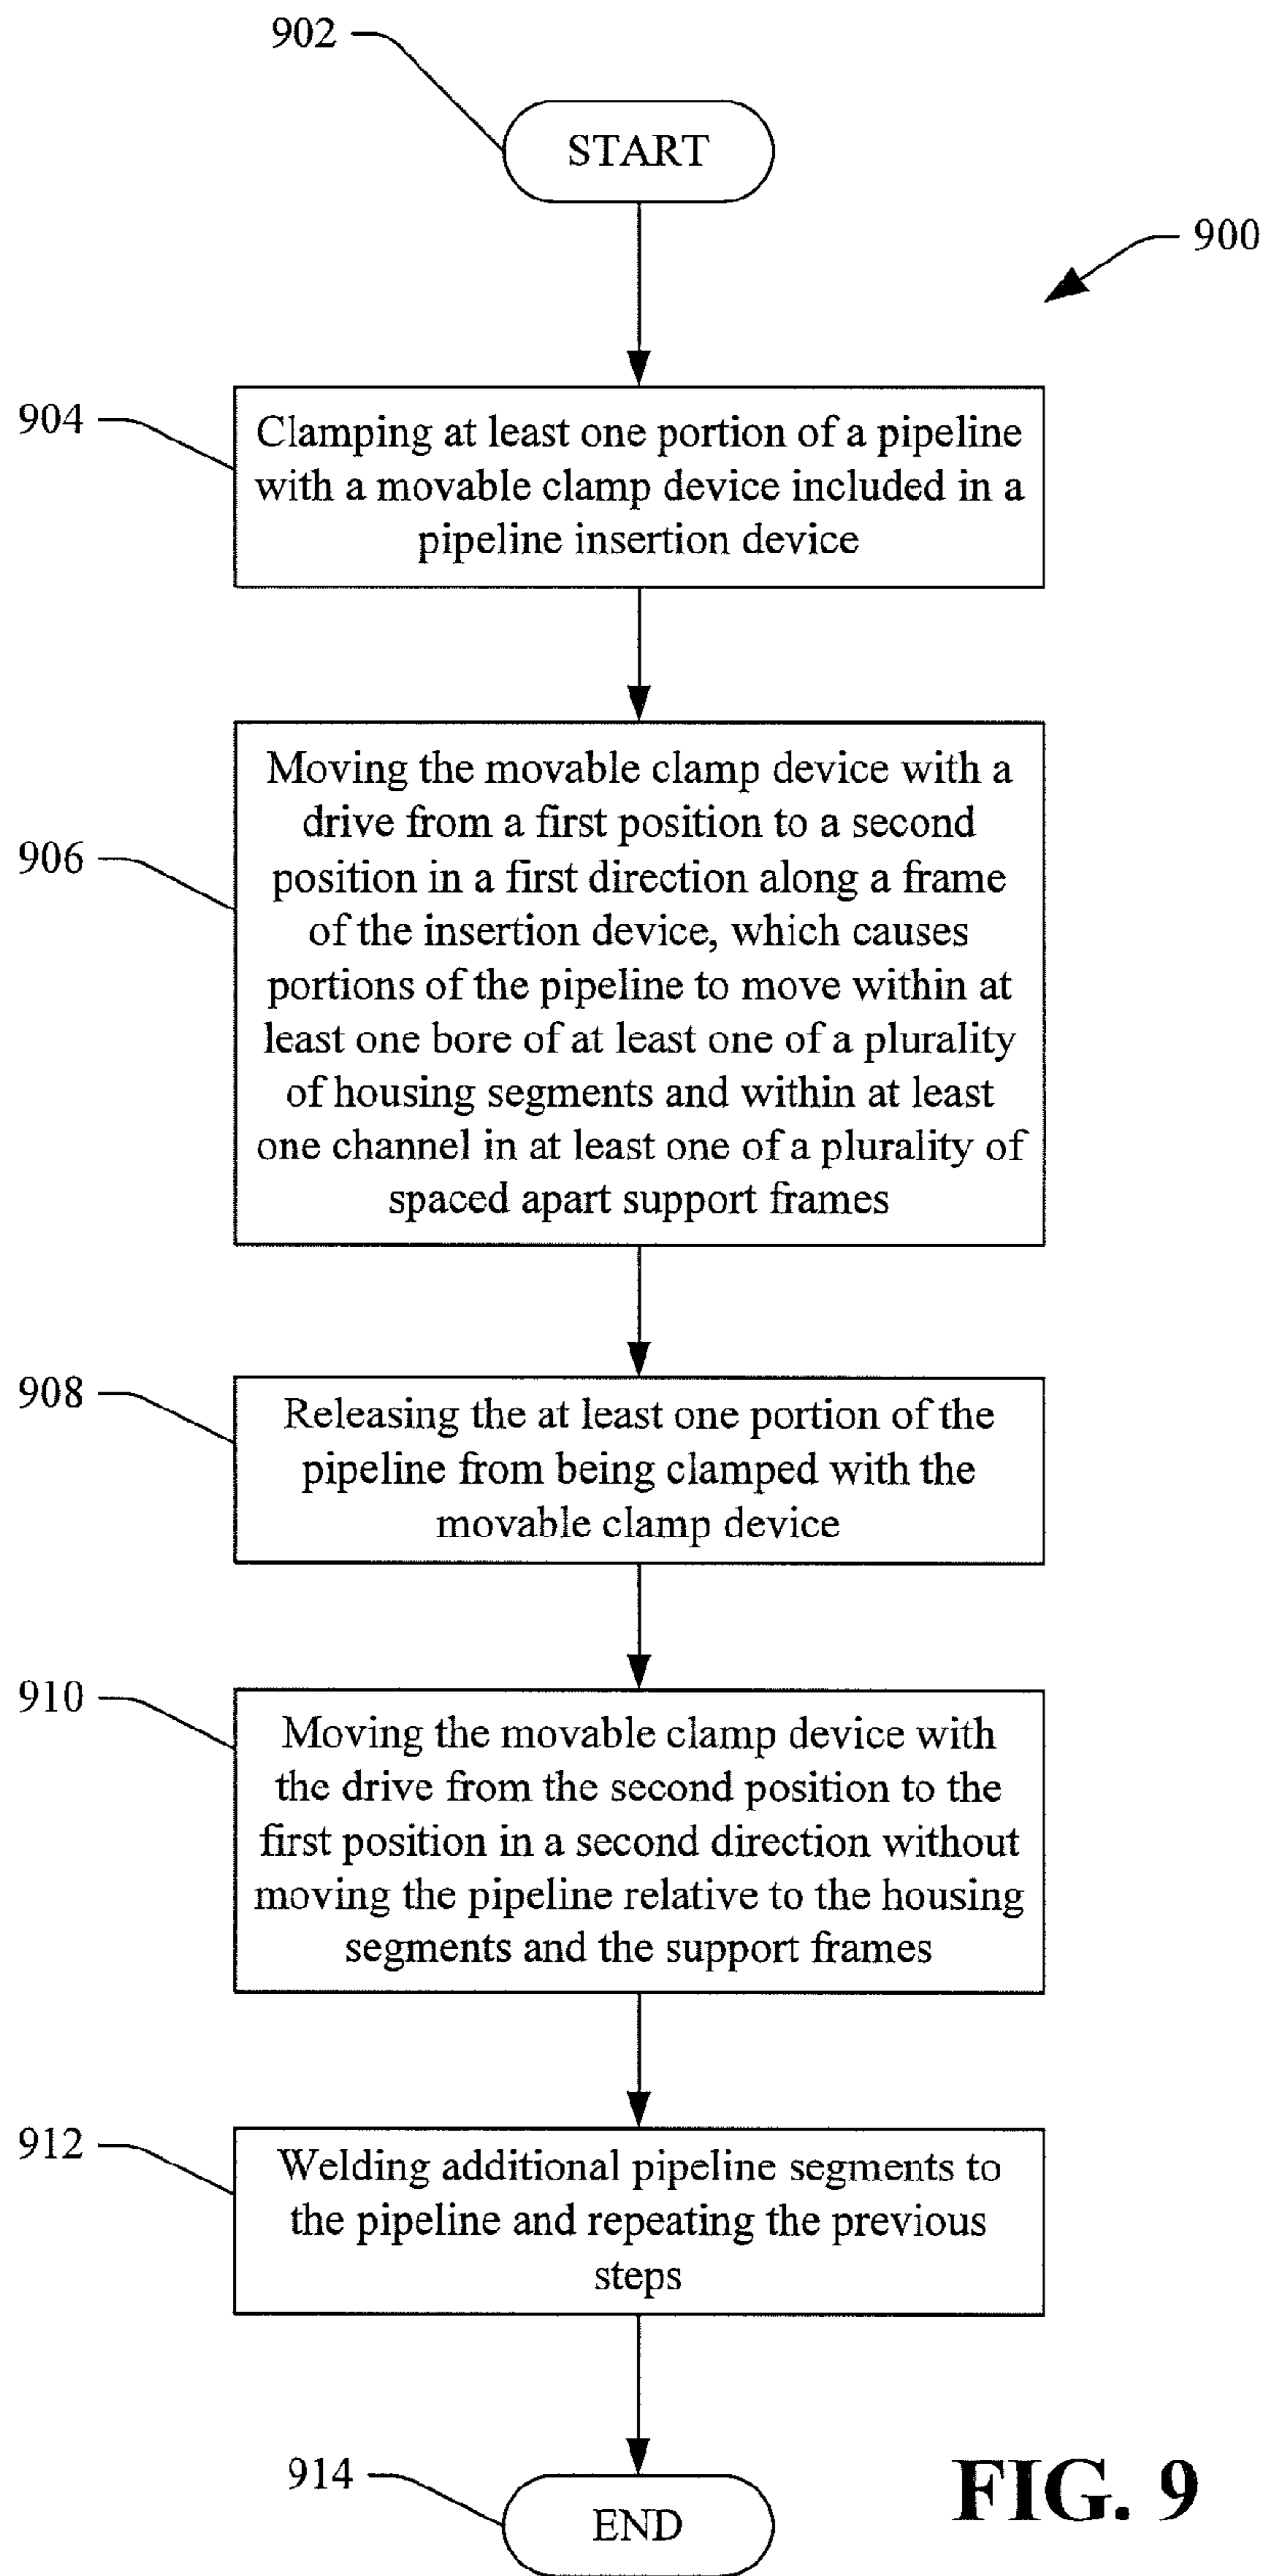 902
START
900
904
Clamping at least one portion of a pipeline
with a movable clamp device included in a
pipeline insertion device
906
Moving the movable clamp device with a
drive from a first position to a second
position in a first direction along a frame
of the insertion device, which causes
portions of the pipeline to move within at
least one bore of at least one of a plurality
of housing segments and within at least
one channel in at least one of a plurality of
spaced apart support frames
908
Releasing the at least one portion of the
pipeline from being clamped with the
movable clamp device
910
Moving the movable clamp device with
the drive from the second position to the
first position in a second direction without
moving the pipeline relative to the housing
segments and the support frames
912
Welding additional pipeline segments to
the pipeline and repeating the previous
steps
914
END
FIG. 9